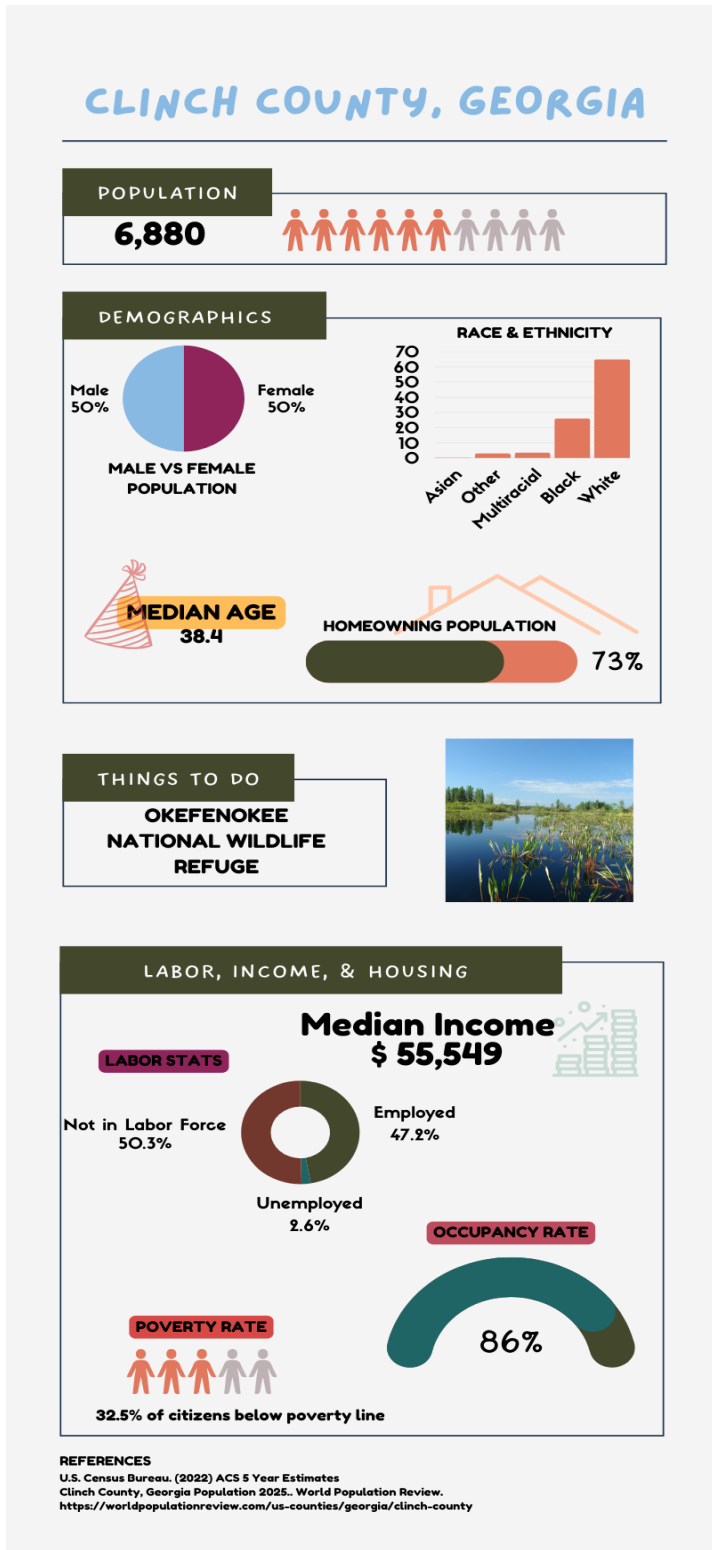 CLINCH COUNTY, GEORGIA
POPULATION
6,880
DEMOGRAPHICS
Male
50%
Female
50%
MALE VS FEMALE
POPULATION
RACE & ETHNICITY
70
60
50
40
30
20
10
0
Asian
Other
Multiracial
Black
White
MEDIAN AGE
38.4
HOMEOWNING POPULATION
73%
THINGS TO DO
OKEFENOKEE
NATIONAL WILDLIFE
REFUGE
LABOR, INCOME, & HOUSING
Median Income
$ 55,549
LABOR STATS
Not in Labor Force
50.3%
Employed
47.2%
Unemployed
2.6%
OCCUPANCY RATE
86%
POVERTY RATE
32.5% of citizens below poverty line
REFERENCES
U.S. Census Bureau. (2022) ACS 5 Year Estimates
Clinch County, Georgia Population 2025.. World Population Review.
https://worldpopulationreview.com/us-counties/georgia/clinch-county